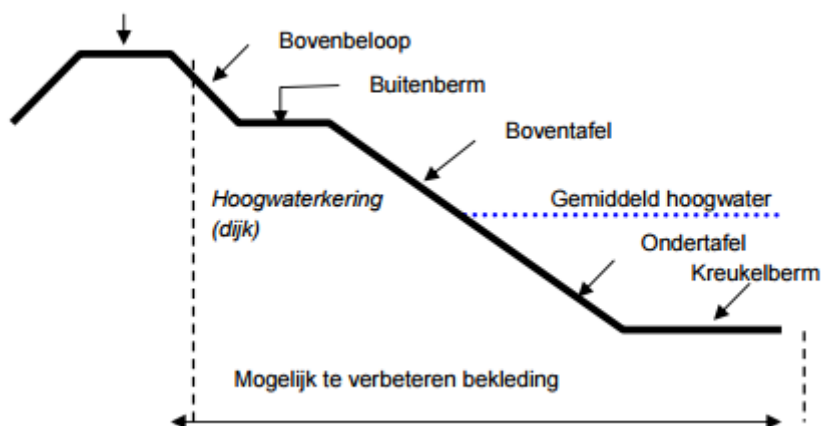 Bovenbeloop
Buitenberm
Boventafel
Hoogwaterkering
(dijk)
Gemiddeld hoogwater
Ondertafel
Kreukelberm
Mogelijk te verbeteren bekleding